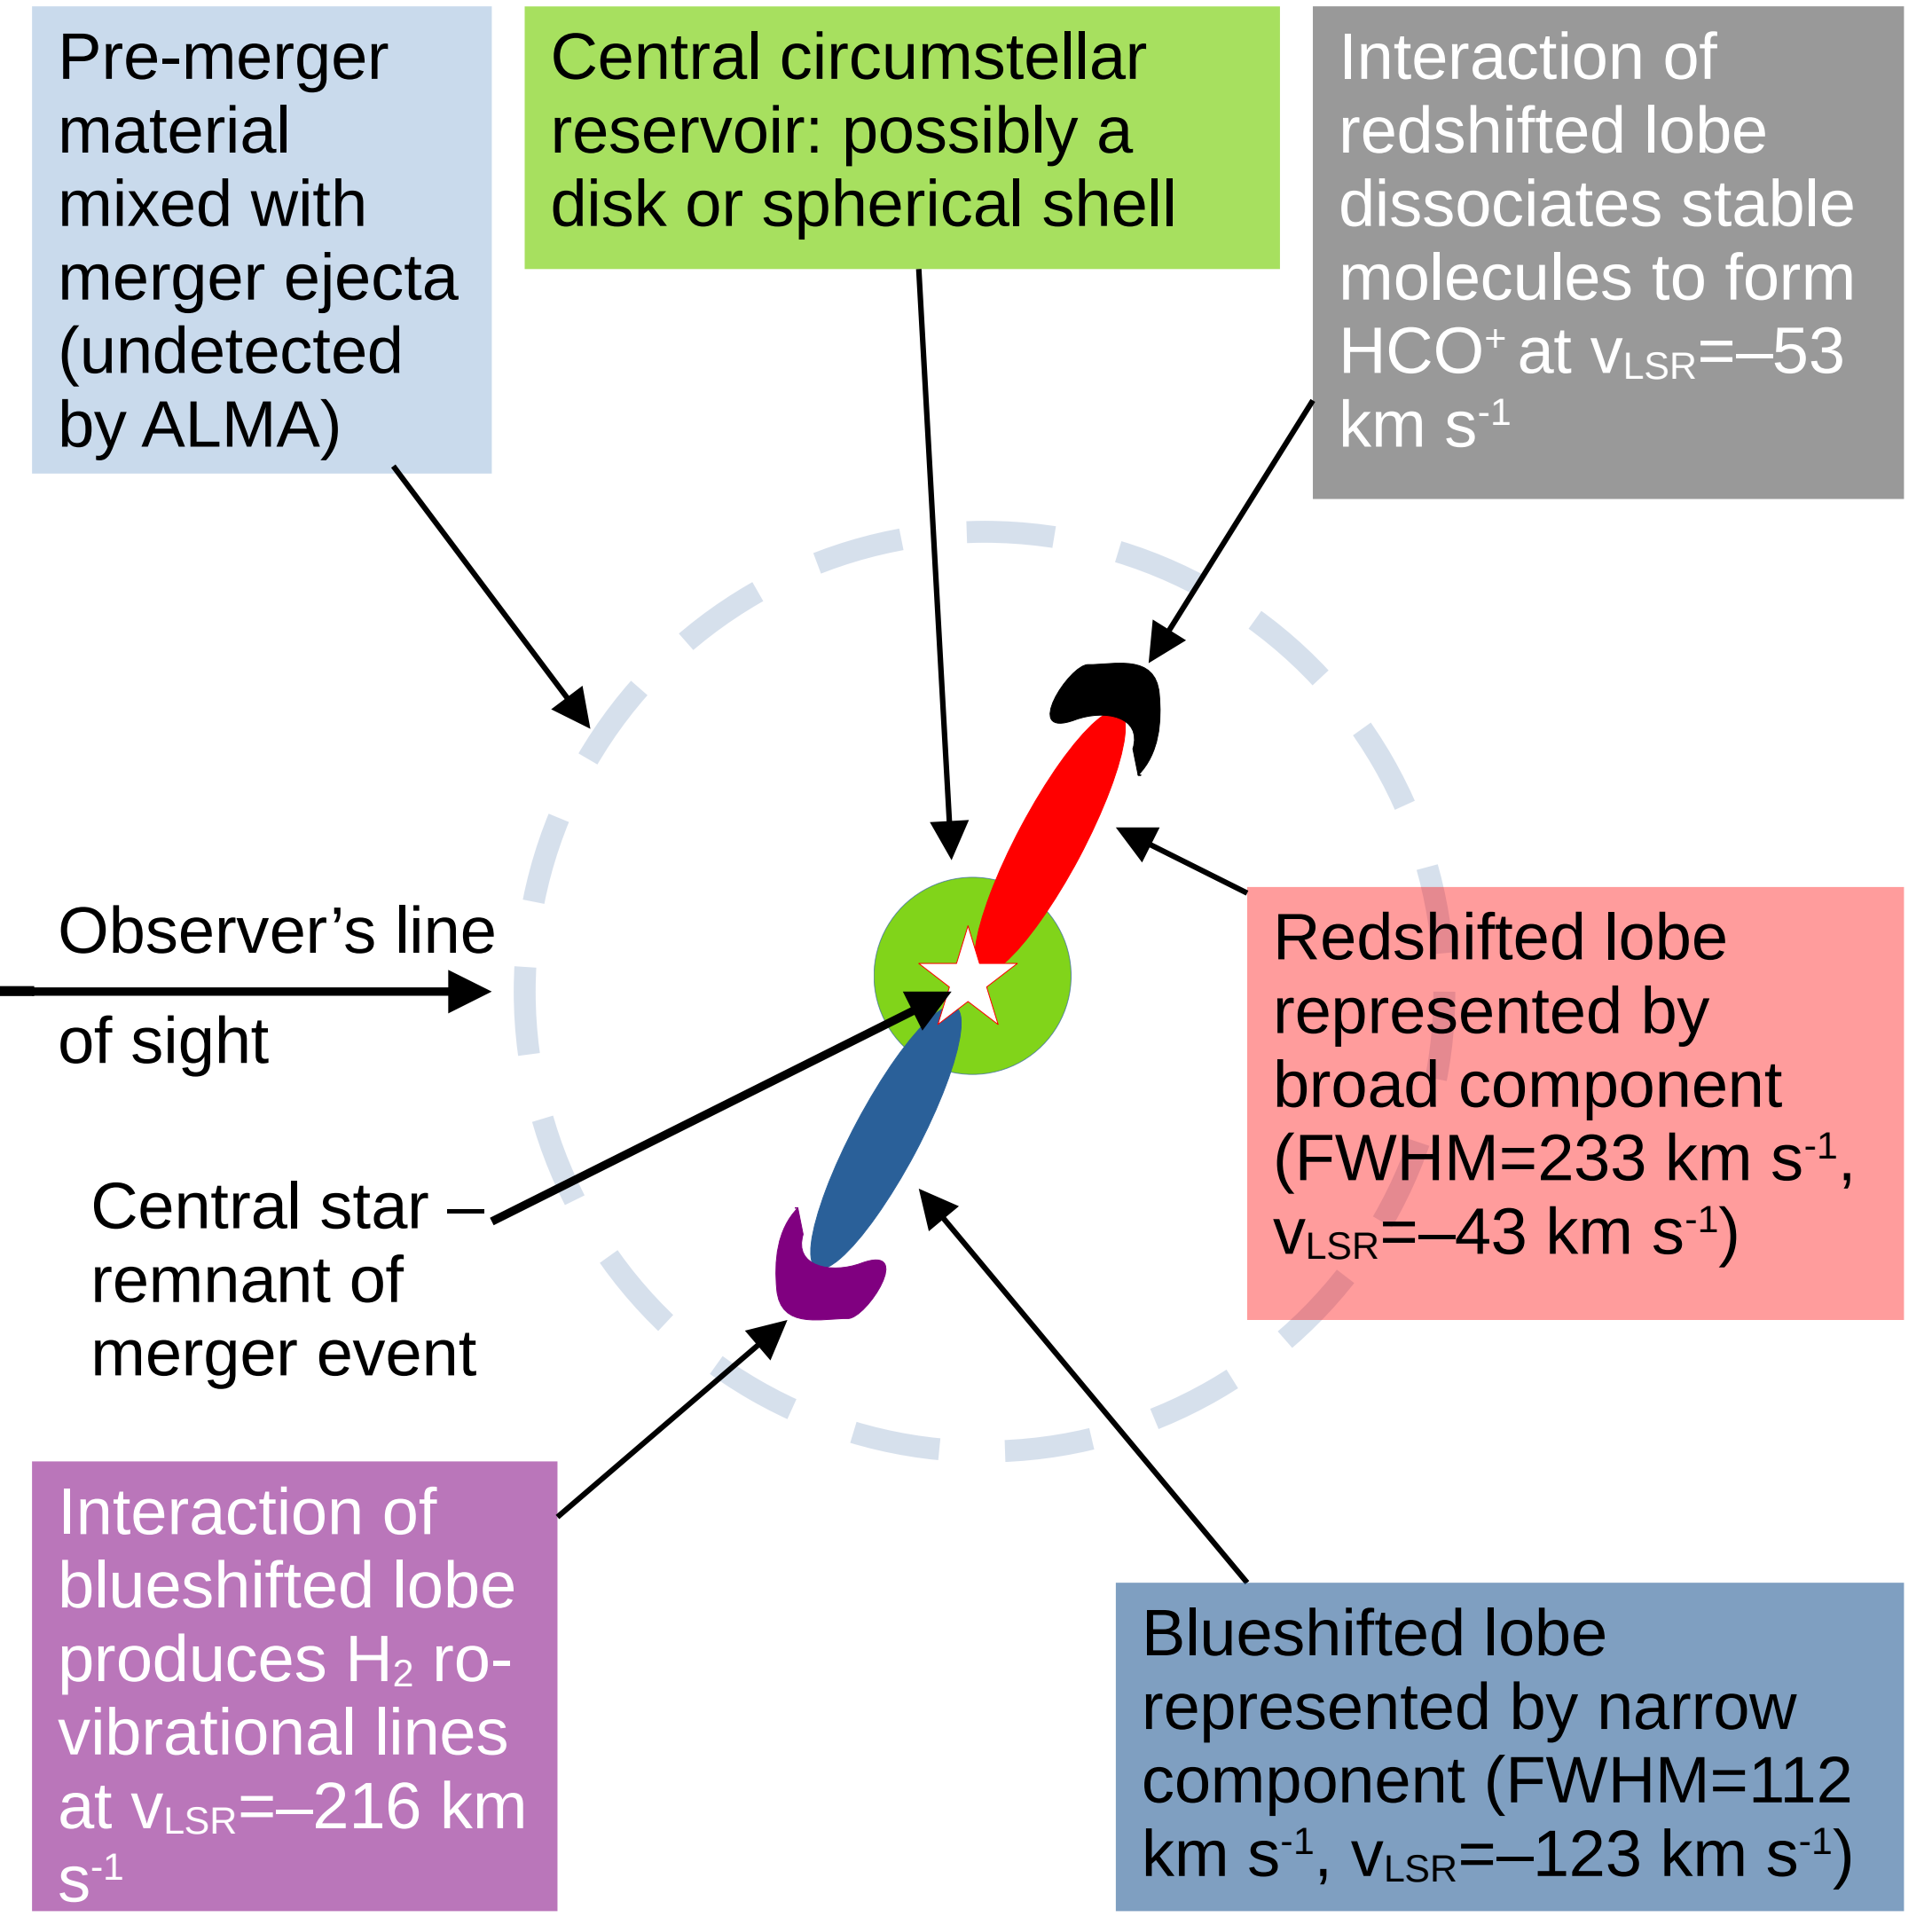 Pre-merger
material
mixed with
merger ejecta
(undetected
by ALMA)
Central circumstellar
reservoir: possibly a
disk or spherical shell
Interaction of
redshifted lobe
dissociates stable
molecules to form
HCO⁺ at v_LSR=–53
km s⁻¹
Observer’s line
of sight
Central star –
remnant of
merger event
Redshifted lobe
represented by
broad component
(FWHM=233 km s⁻¹,
v_LSR=–43 km s⁻¹)
Interaction of
blueshifted lobe
produces H₂ ro-
vibrational lines
at v_LSR=–216 km
s⁻¹
Blueshifted lobe
represented by narrow
component (FWHM=112
km s⁻¹, v_LSR=–123 km s⁻¹)